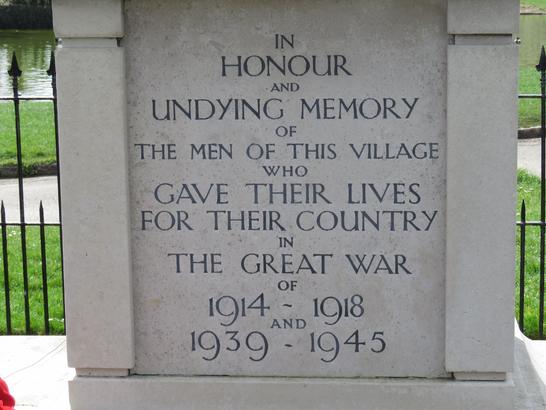 IN
HONOUR
AND
UNDYING MEMORY
OF
THE MEN OF THIS VILLAGE
WHO
GAVE THEIR LIVES
FOR THEIR COUNTRY
IN
THE GREAT WAR
OF
1914 - 1918
AND
1939 - 1945